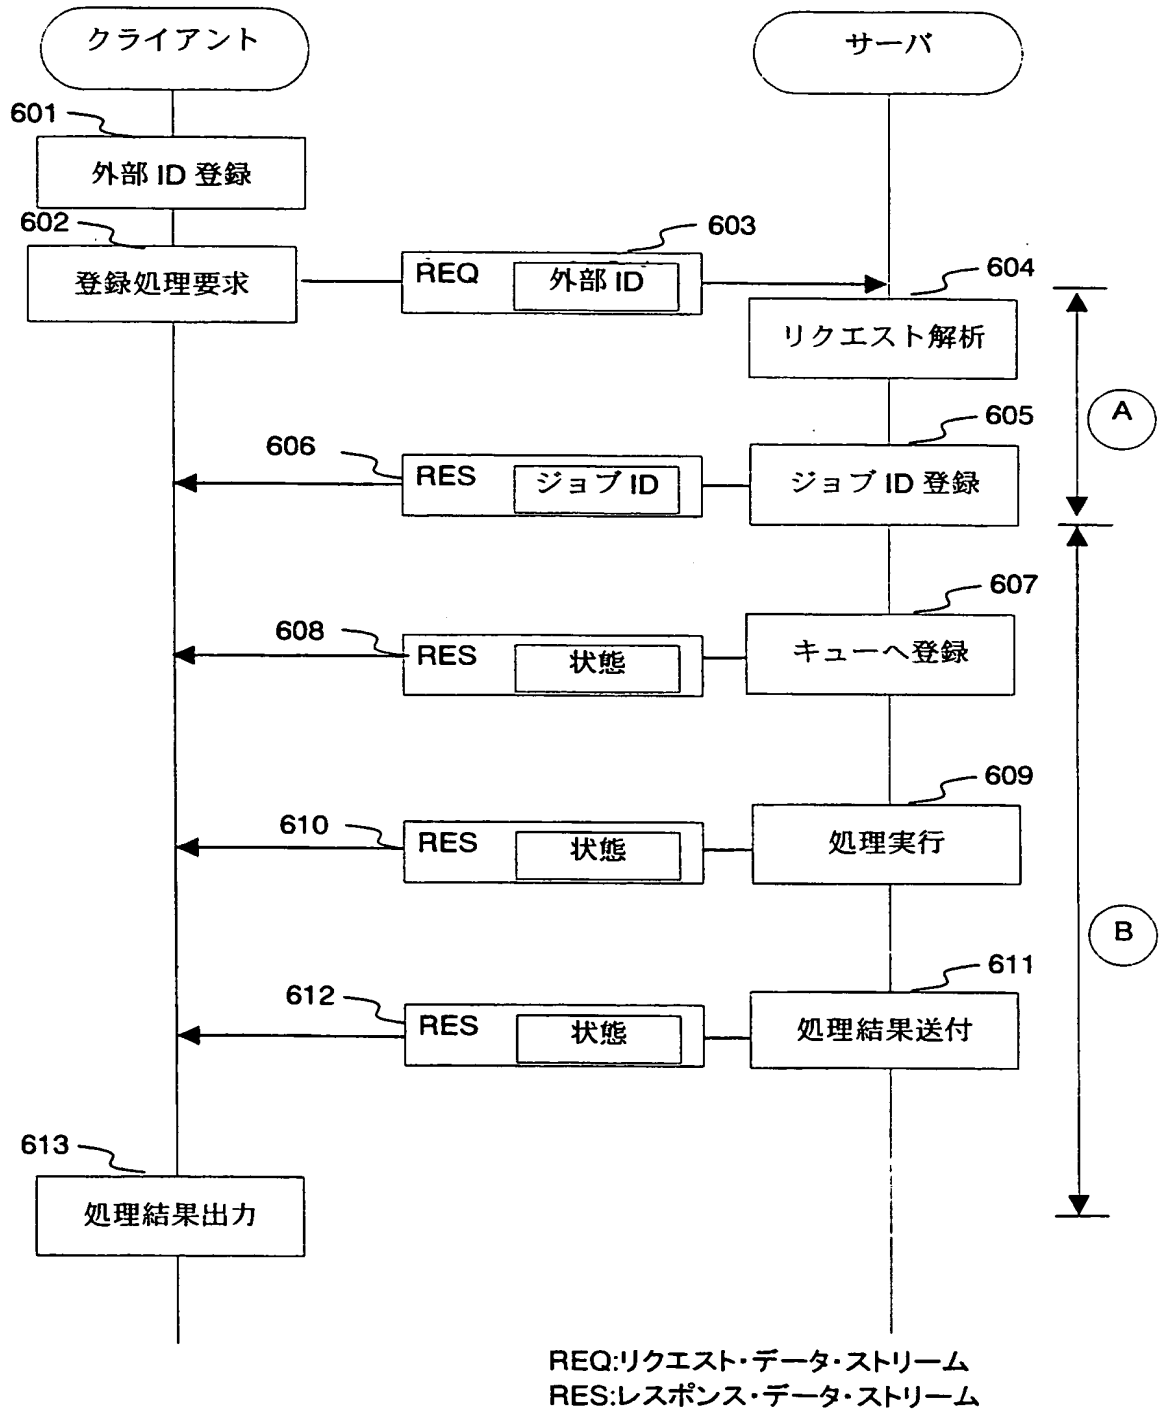 クライアント
サーバ
601
外部 ID 登録
602
登録処理要求
603
REQ
外部 ID
604
リクエスト解析
A
605
ジョブ ID 登録
606
RES
ジョブ ID
607
キューへ登録
608
RES
状態
609
処理実行
610
RES
状態
B
611
処理結果送付
612
RES
状態
613
処理結果出力
REQ:リクエスト・データ・ストリーム
RES:レスポンス・データ・ストリーム